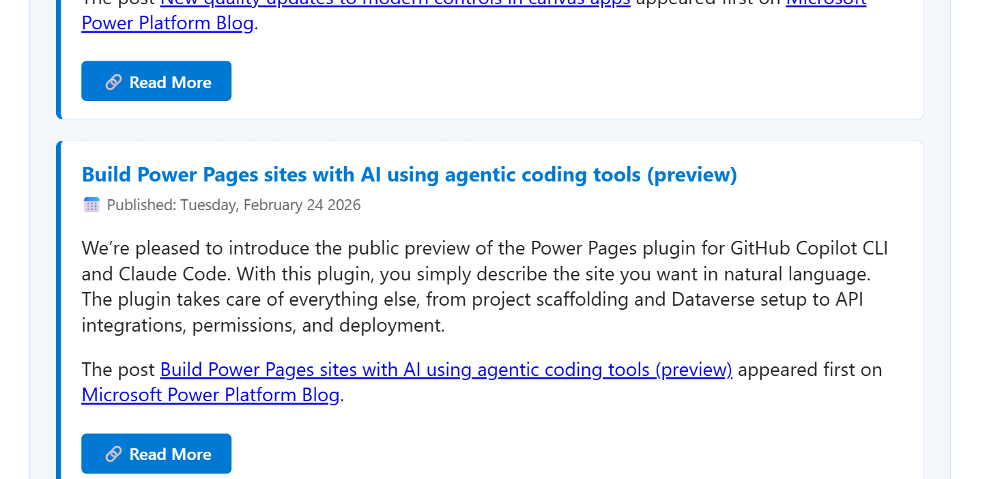 The post New quality updates to modern controls in canvas apps appeared first on Microsoft
Power Platform Blog.
🔗 Read More
Build Power Pages sites with AI using agentic coding tools (preview)
Published: Tuesday, February 24 2026
We’re pleased to introduce the public preview of the Power Pages plugin for GitHub Copilot CLI
and Claude Code. With this plugin, you simply describe the site you want in natural language.
The plugin takes care of everything else, from project scaffolding and Dataverse setup to API
integrations, permissions, and deployment.
The post Build Power Pages sites with AI using agentic coding tools (preview) appeared first on
Microsoft Power Platform Blog.
🔗 Read More